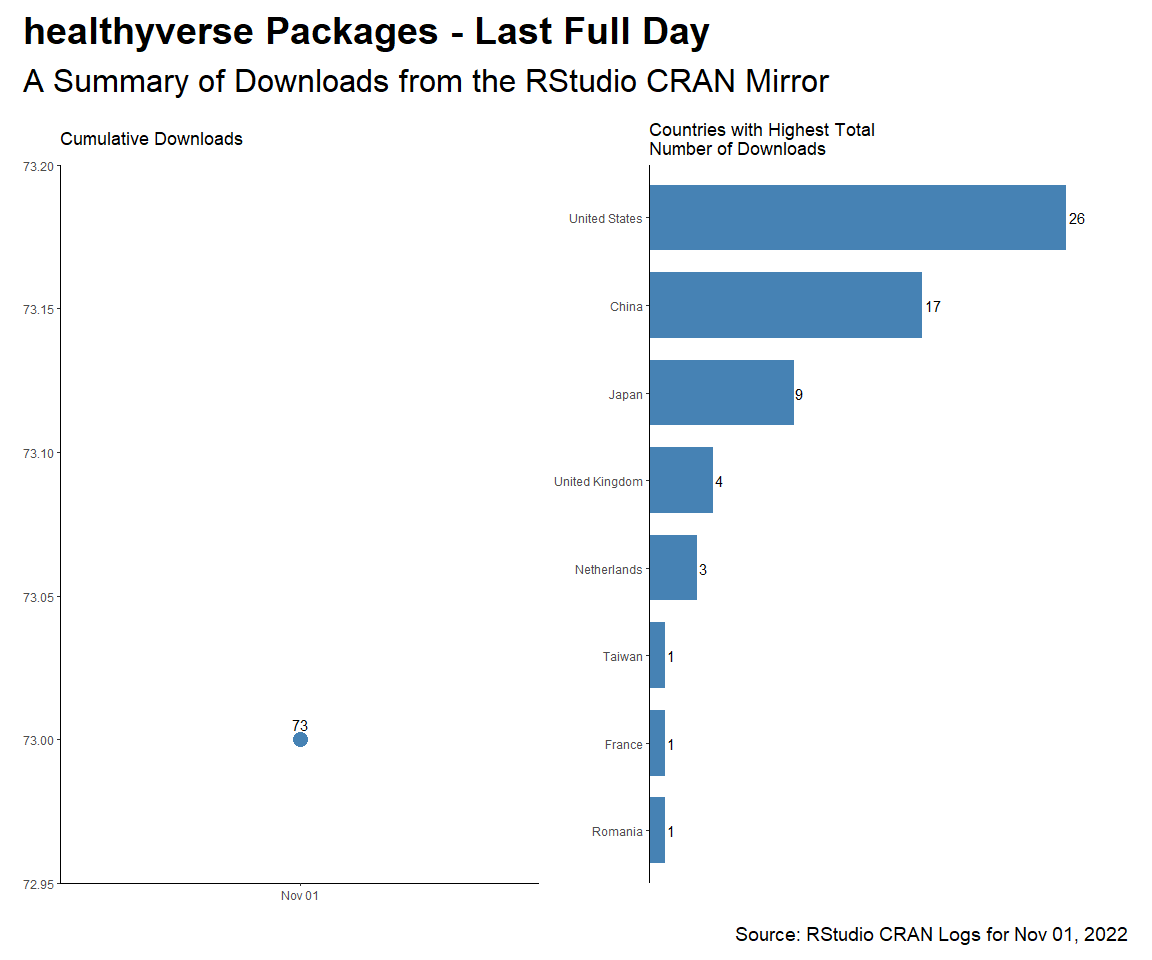 healthyverse Packages - Last Full Day
A Summary of Downloads from the RStudio CRAN Mirror
Cumulative Downloads
73.20
73.15
73.10
73.05
73.00
72.95
73
Nov 01
Countries with Highest Total
Number of Downloads
United States 26
China 17
Japan 9
United Kingdom 4
Netherlands 3
Taiwan 1
France 1
Romania 1
Source: RStudio CRAN Logs for Nov 01, 2022